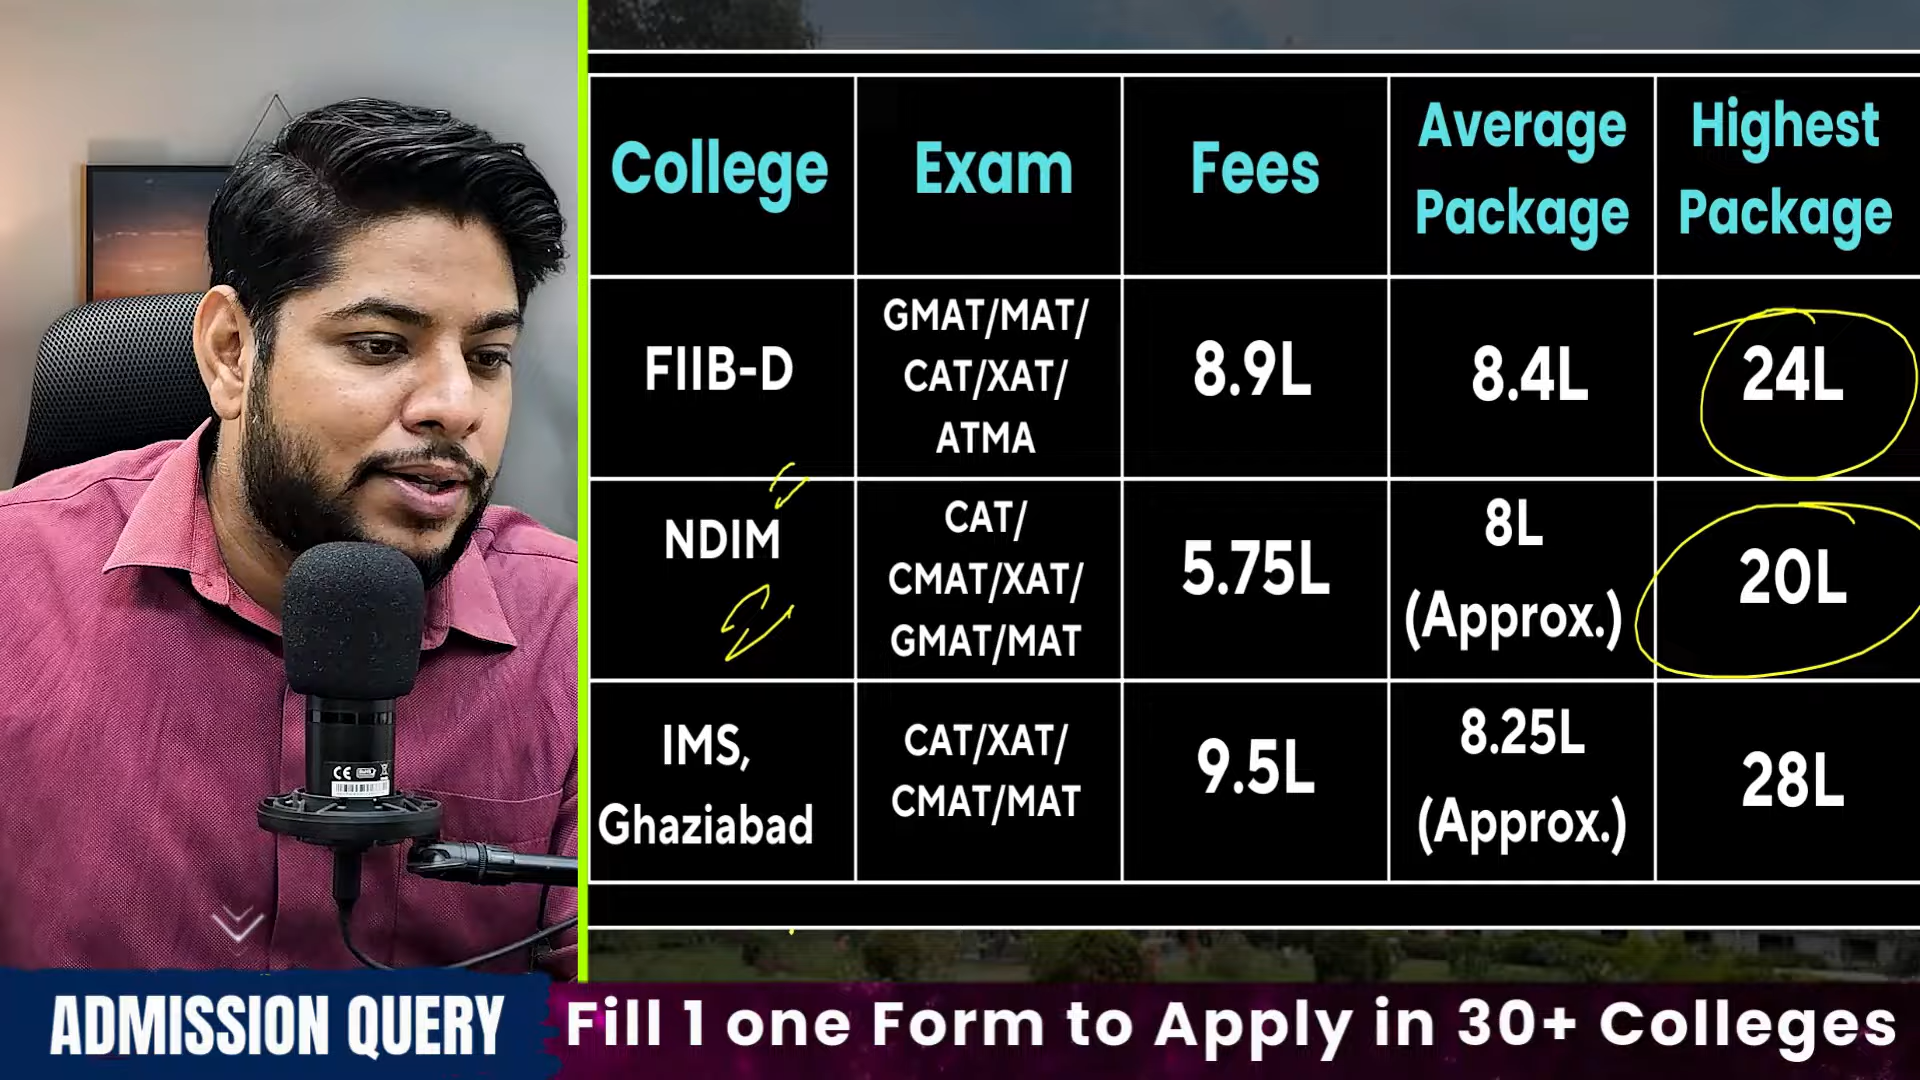 College
Exam
Fees
Average
Package
Highest
Package
FIIB-D
GMAT/MAT/
CAT/XAT/
ATMA
8.9L
8.4L
24L
NDIM
CAT/
CMAT/XAT/
GMAT/MAT
5.75L
8L
(Approx.)
20L
IMS,
Ghaziabad
CAT/XAT/
CMAT/MAT
9.5L
8.25L
(Approx.)
28L
CE
ADMISSION QUERY
Fill 1 one Form to Apply in 30+ Colleges